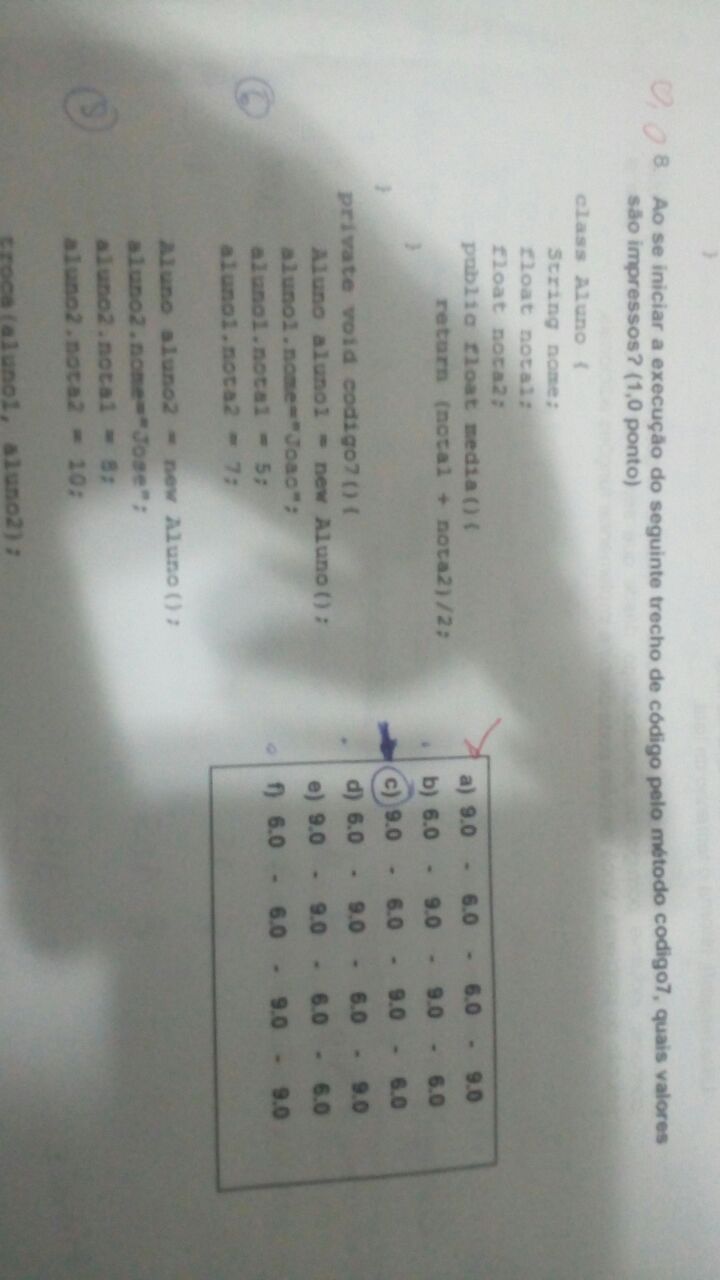 }
0,0
8. Ao se iniciar a execução do seguinte trecho de código pelo método codigo7, quais valores
são impressos? (1,0 ponto)
class Aluno {
String nome;
float nota1;
float nota2;
public float media(){
return (nota1 + nota2)/2;
}
}
private void codigo7(){
Aluno aluno1 = new Aluno();
aluno1.nome="Joao";
aluno1.nota1 = 5;
aluno1.nota2 = 7;
6
Aluno aluno2 = new Aluno();
aluno2.nome="Jose";
aluno2.nota1 = 8;
aluno2.nota2 = 10;
troca(aluno1, aluno2);
a) 9.0 - 6.0 - 6.0 - 9.0
b) 6.0 - 9.0 - 9.0 - 6.0
c) 9.0 - 6.0 - 9.0 - 6.0
d) 6.0 - 9.0 - 6.0 - 9.0
e) 9.0 - 9.0 - 6.0 - 6.0
f) 6.0 - 6.0 - 9.0 - 9.0